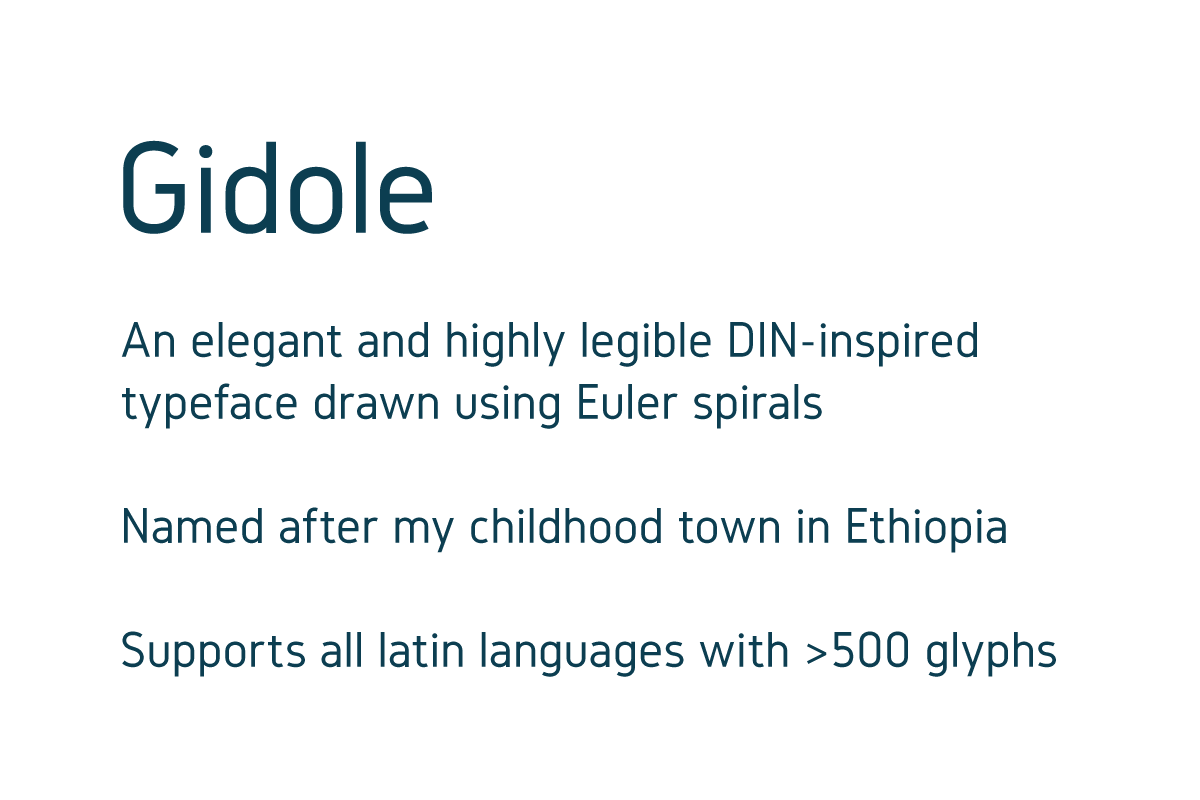 Gidole
An elegant and highly legible DIN-inspired
typeface drawn using Euler spirals
Named after my childhood town in Ethiopia
Supports all latin languages with >500 glyphs